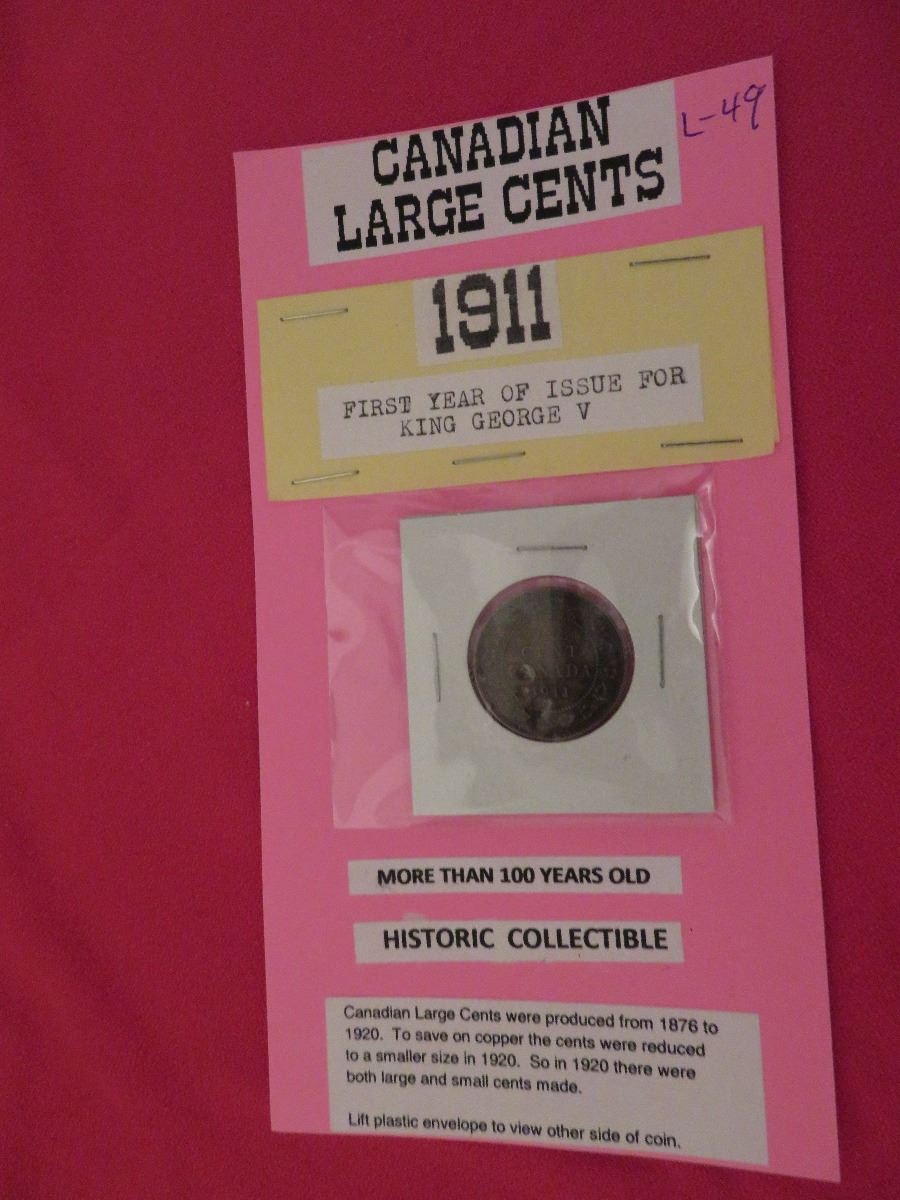 CANADIAN
LARGE CENTS
L-49
1911
FIRST YEAR OF ISSUE FOR
KING GEORGE V
CANADA
1911
MORE THAN 100 YEARS OLD
HISTORIC COLLECTIBLE
Canadian Large Cents were produced from 1876 to
1920. To save on copper the cents were reduced
to a smaller size in 1920. So in 1920 there were
both large and small cents made.
Lift plastic envelope to view other side of coin.